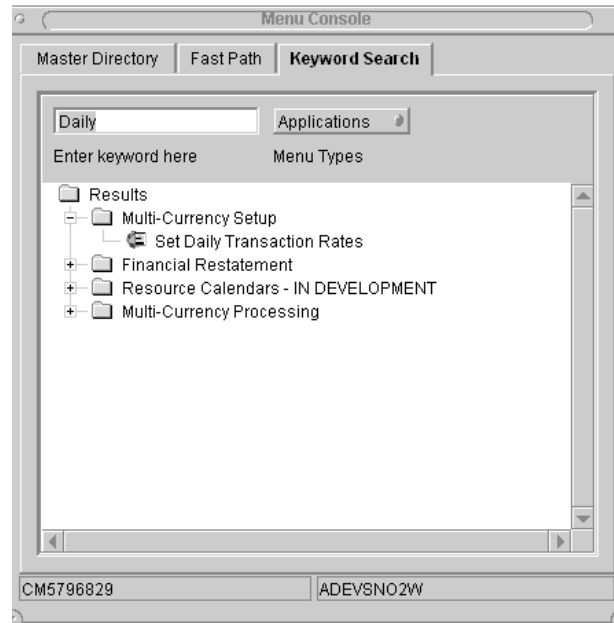 Menu Console
Master Directory Fast Path Keyword Search
Daily Applications
Enter keyword here Menu Types
Results
Multi-Currency Setup
Set Daily Transaction Rates
Financial Restatement
Resource Calendars - IN DEVELOPMENT
Multi-Currency Processing
CM5796829 ADEVSNO2W